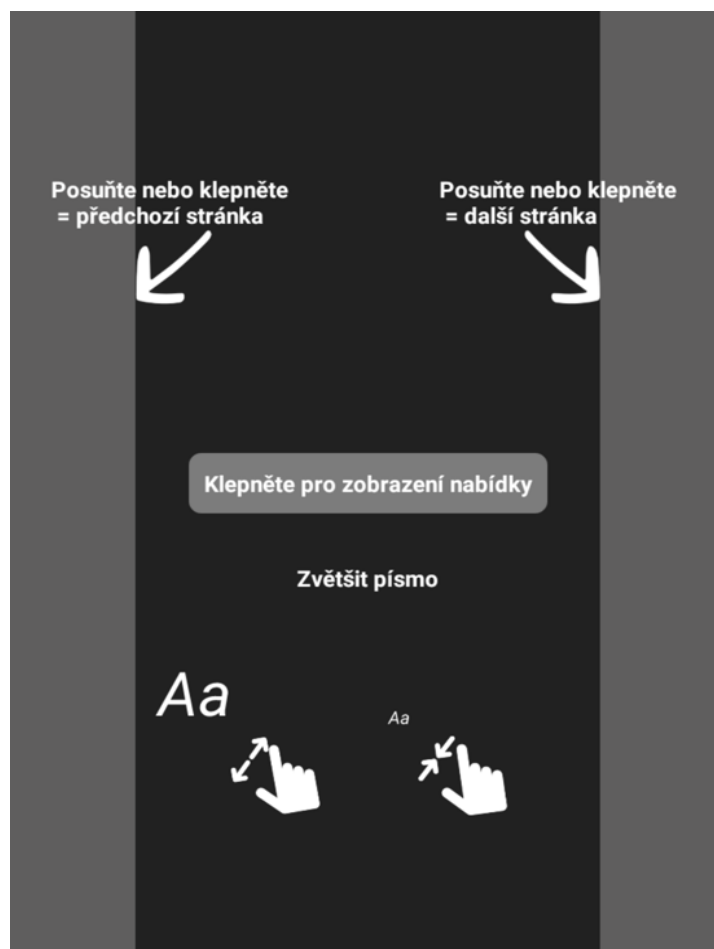 Posuňte nebo klepněte
= předchozí stránka
Posuňte nebo klepněte
= další stránka
Klepněte pro zobrazení nabídky
Zvětšit písmo
Aa
Aa